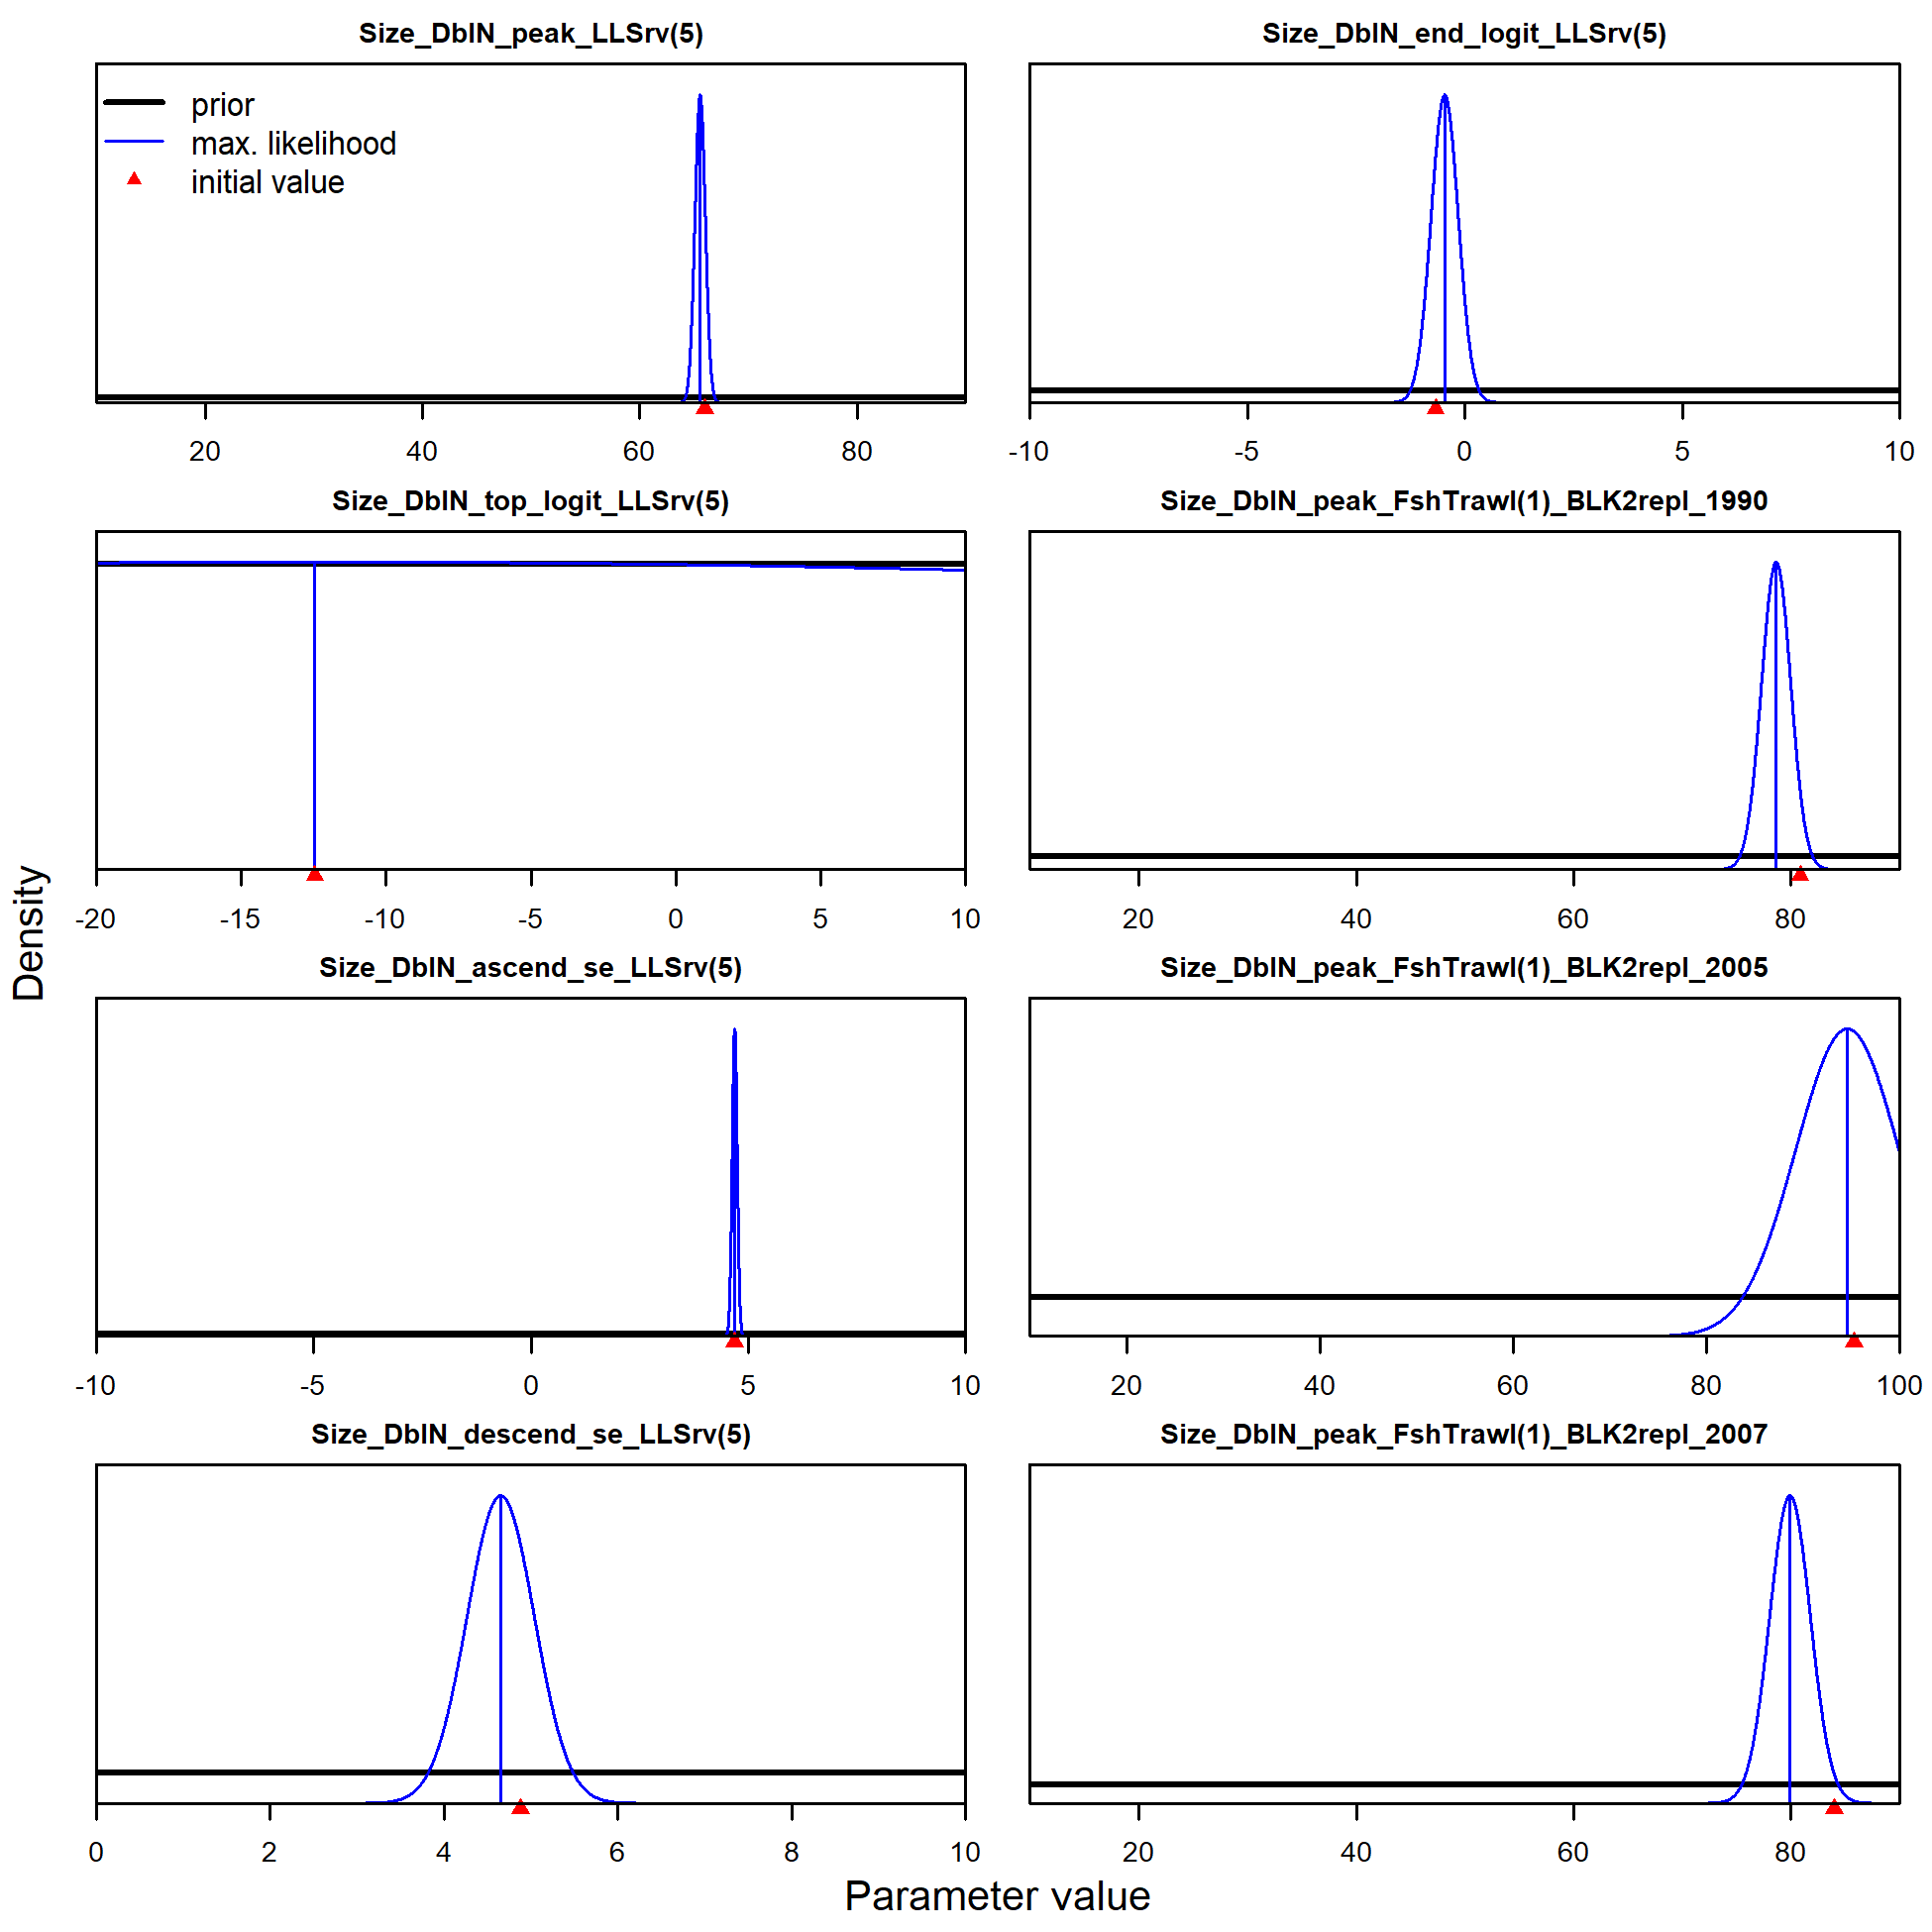 Size_DblN_peak_LLSrv(5)
Size_DblN_end_logit_LLSrv(5)
prior
max. likelihood
initial value
20 40 60 80
-10 -5 0 5 10
Size_DblN_top_logit_LLSrv(5)
Size_DblN_peak_FshTrawl(1)_BLK2repl_1990
-20 -15 -10 -5 0 5 10
20 40 60 80
Size_DblN_ascend_se_LLSrv(5)
Size_DblN_peak_FshTrawl(1)_BLK2repl_2005
-10 -5 0 5 10
20 40 60 80 100
Size_DblN_descend_se_LLSrv(5)
Size_DblN_peak_FshTrawl(1)_BLK2repl_2007
0 2 4 6 8 10
20 40 60 80
Density
Parameter value